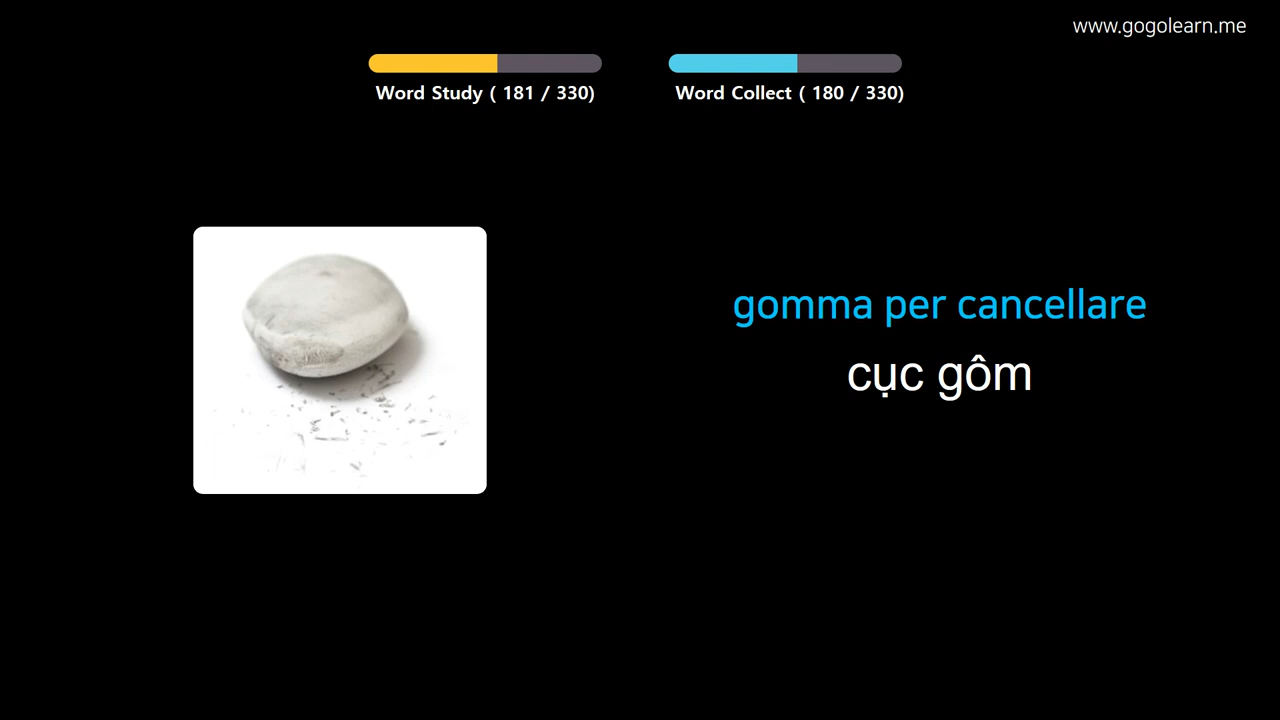 www.gogolearn.me
Word Study ( 181 / 330)
Word Collect ( 180 / 330)
gomma per cancellare
cục gôm